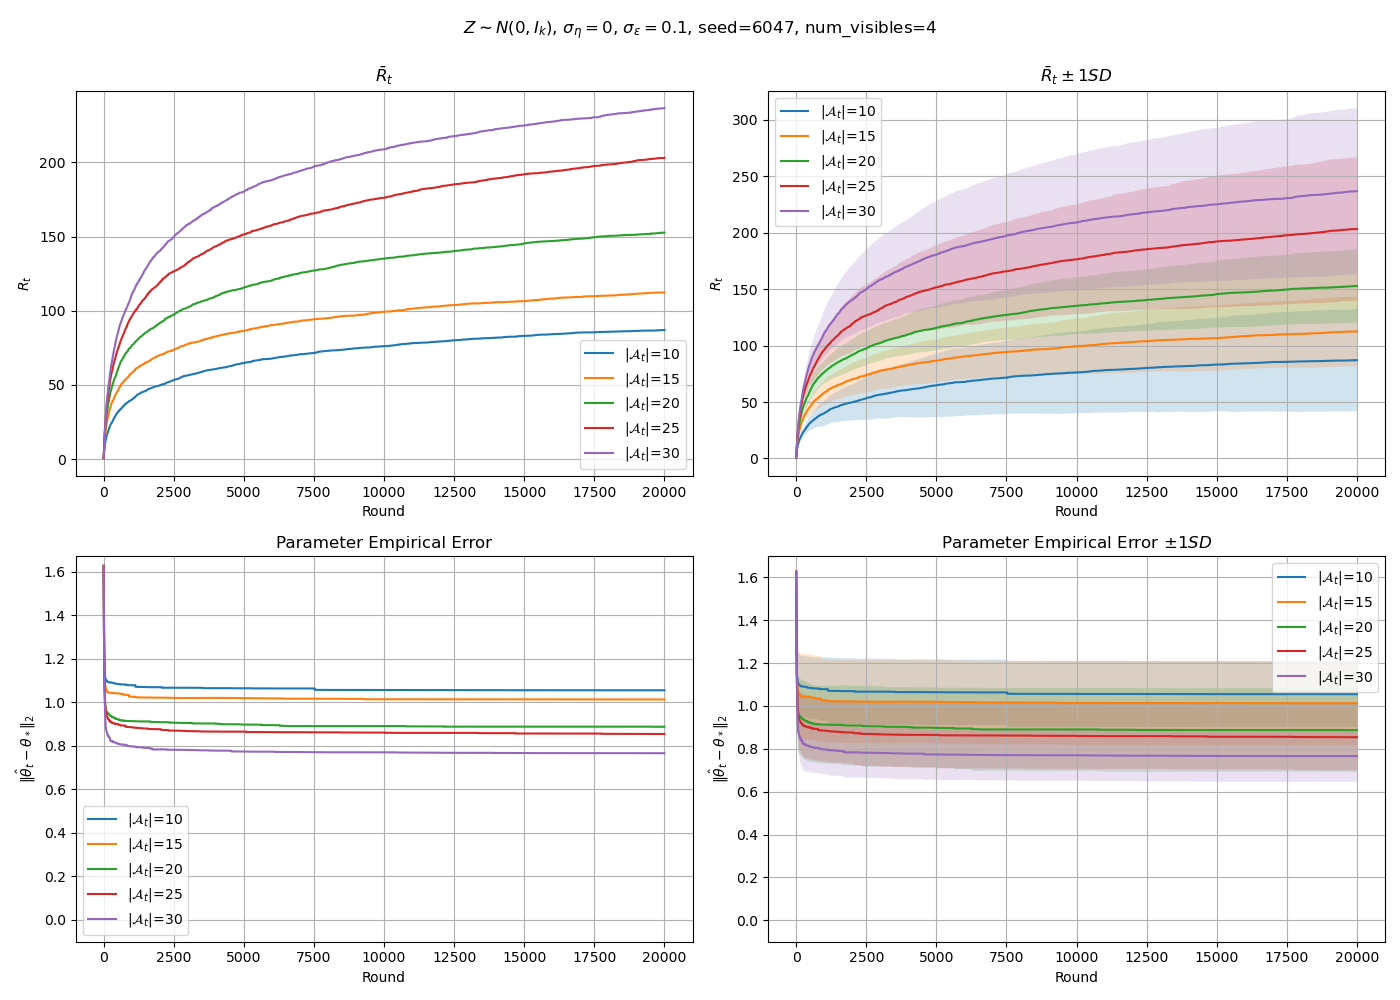 Z ∼ N(0, I_k), σ_η = 0, σ_ε = 0.1, seed=6047, num_visibles=4
R̄_t
R_t
200
150
100
50
0
|𝒜_t|=10
|𝒜_t|=15
|𝒜_t|=20
|𝒜_t|=25
|𝒜_t|=30
0 2500 5000 7500 10000 12500 15000 17500 20000
Round
R̄_t ± 1SD
R_t
300
250
200
150
100
50
0
|𝒜_t|=10
|𝒜_t|=15
|𝒜_t|=20
|𝒜_t|=25
|𝒜_t|=30
0 2500 5000 7500 10000 12500 15000 17500 20000
Round
Parameter Empirical Error
‖θ̂_t − θ_*‖₂
1.6
1.4
1.2
1.0
0.8
0.6
0.4
0.2
0.0
|𝒜_t|=10
|𝒜_t|=15
|𝒜_t|=20
|𝒜_t|=25
|𝒜_t|=30
0 2500 5000 7500 10000 12500 15000 17500 20000
Round
Parameter Empirical Error ±1SD
‖θ̂_t − θ_*‖₂
1.6
1.4
1.2
1.0
0.8
0.6
0.4
0.2
0.0
|𝒜_t|=10
|𝒜_t|=15
|𝒜_t|=20
|𝒜_t|=25
|𝒜_t|=30
0 2500 5000 7500 10000 12500 15000 17500 20000
Round